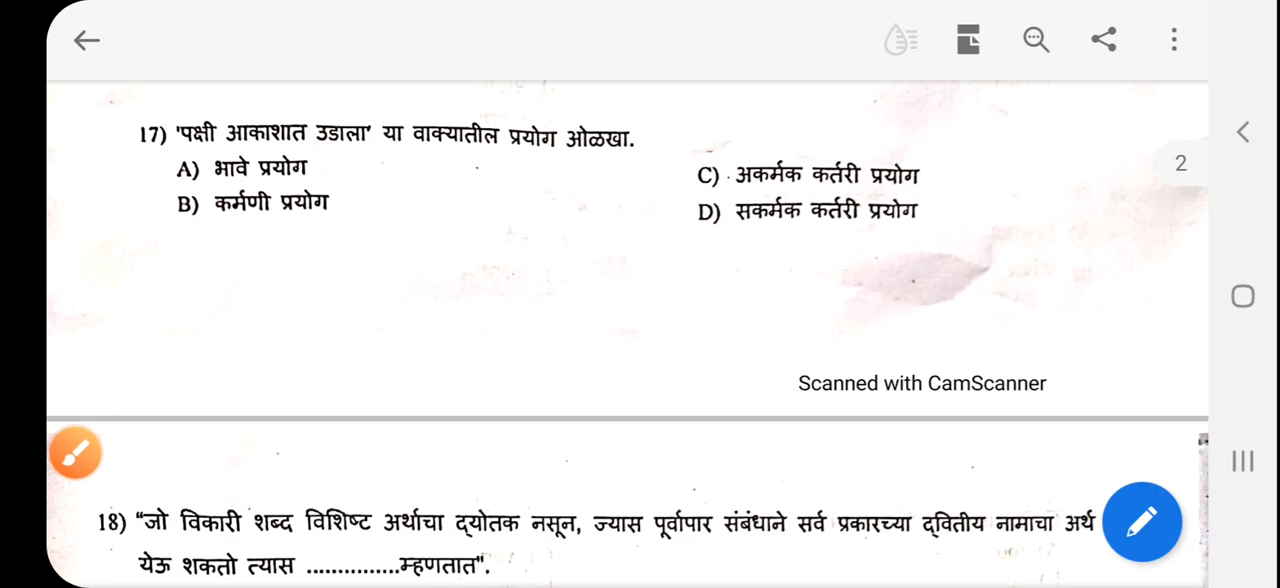 17) 'पक्षी आकाशात उडाला' या वाक्यातील प्रयोग ओळखा.
A) भावे प्रयोग
C) अकर्मक कर्तरी प्रयोग
2
B) कर्मणी प्रयोग
D) सकर्मक कर्तरी प्रयोग
Scanned with CamScanner
18) "जो विकारी शब्द विशिष्ट अर्थाचा द्योतक नसून, ज्यास पूर्वापार संबंधाने सर्व प्रकारच्या द्वितीय नामाचा अर्थ
येऊ शकतो त्यास ...............म्हणतात".